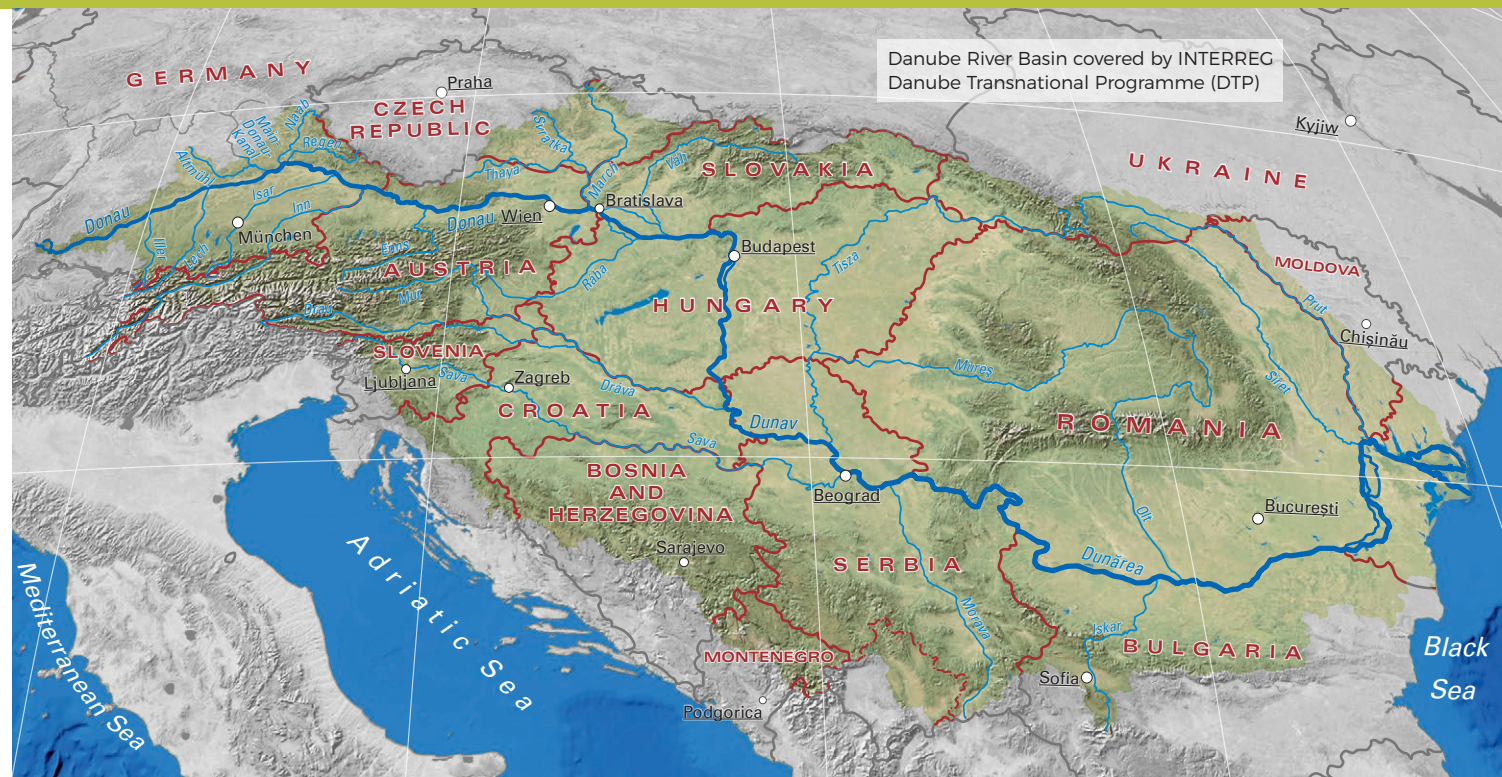 Danube River Basin covered by INTERREG
Danube Transnational Programme (DTP)
GERMANY
Praha
CZECH
REPUBLIC
Kyjiw
UKRAINE
Naab
Main-
Donau-
Kanal
Regen
Altmühl
Svratka
Thaya
March
Váh
SLOVAKIA
Donau
Isar
Inn
München
Iller
Lech
Donau
Wien
Bratislava
Budapest
Enns
AUSTRIA
Mur
Drau
Raba
HUNGARY
Tisza
MOLDOVA
Prut
Chișinău
Siret
SLOVENIA
Ljubljana
Sava
Zagreb
CROATIA
Dráva
Mureș
ROMANIA
Dunav
Sava
BOSNIA
AND
HERZEGOVINA
Beograd
Olt
București
Sarajevo
SERBIA
Dunărea
Morava
Iskar
BULGARIA
MONTENEGRO
Podgorica
Sofia
Adriatic Sea
Mediterranean Sea
Black
Sea